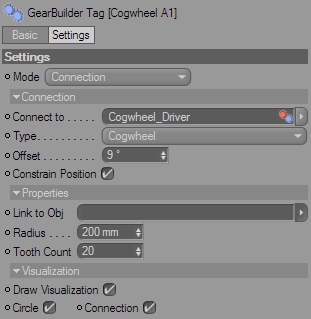 GearBuilder Tag [Cogwheel A1]
Basic Settings
Settings
Mode Connection
Connection
Connect to . . . . . Cogwheel_Driver
Type. . . . . . . . . . Cogwheel
Offset . . . . . . . . . 9 °
Constrain Position
Properties
Link to Obj
Radius . . . . 200 mm
Tooth Count 20
Visualization
Draw Visualization
Circle Connection